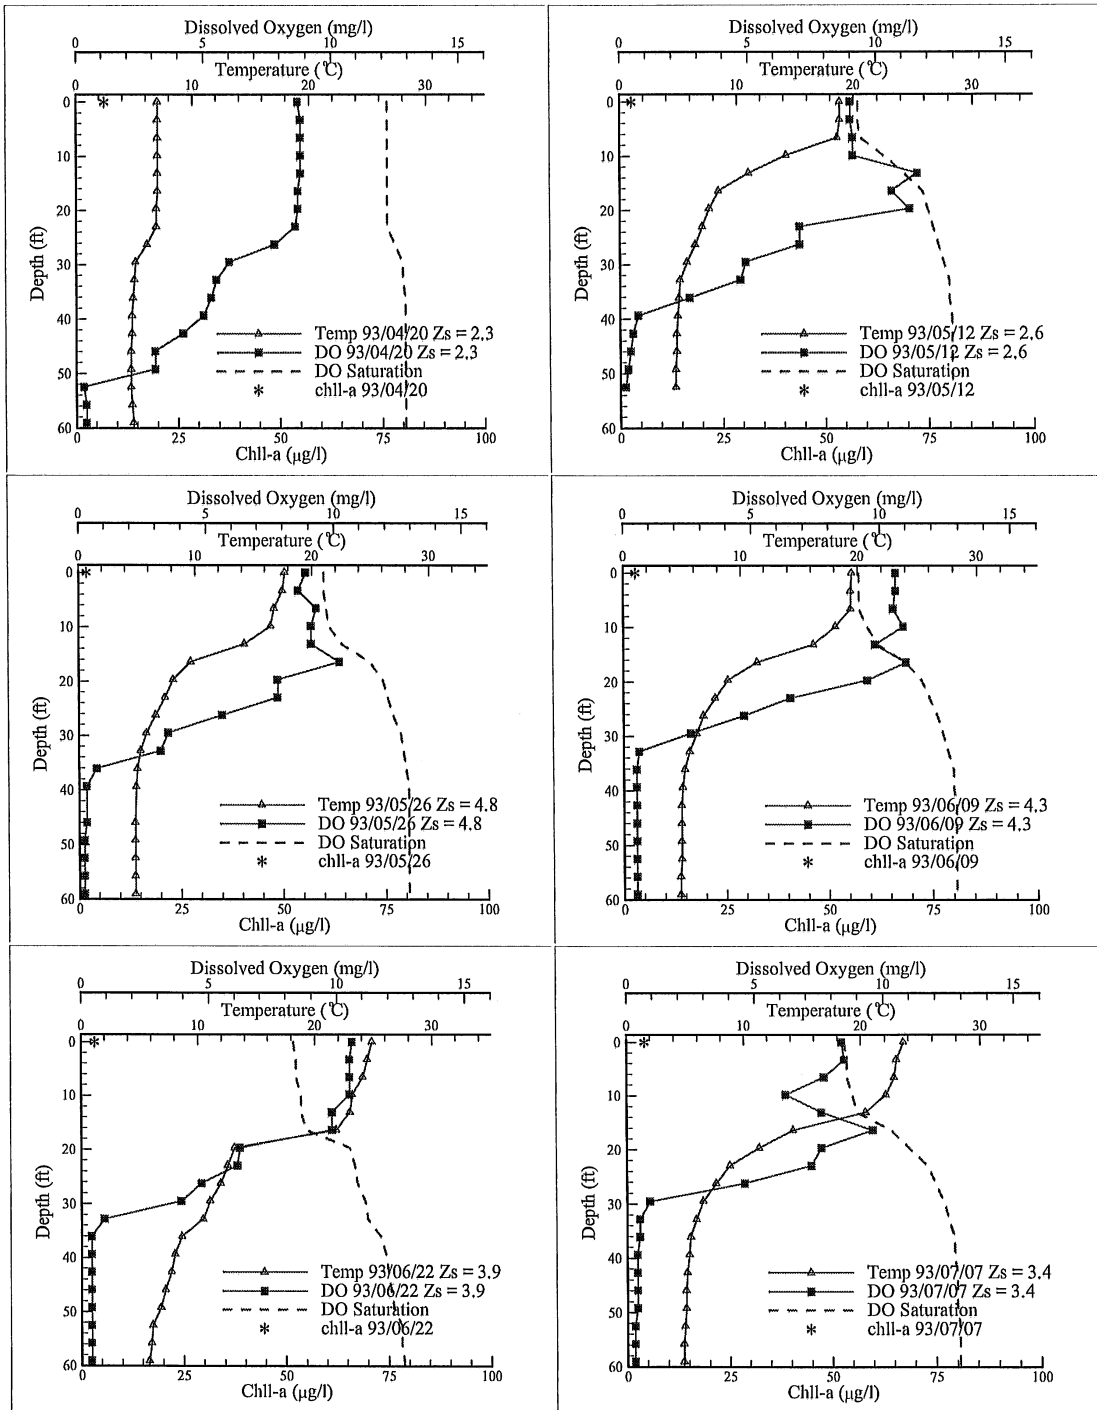 Dissolved Oxygen (mg/l)
0 5 10 15
Temperature (°C)
0 10 20 30
0
10
20
30
40
50
60
Depth (ft)
Temp 93/04/20 Zs = 2.3
DO 93/04/20 Zs = 2.3
DO Saturation
chll-a 93/04/20
25 50 75 100
Chll-a (µg/l)
Dissolved Oxygen (mg/l)
0 5 10 15
Temperature (°C)
0 10 20 30
0
10
20
30
40
50
60
Depth (ft)
Temp 93/05/12 Zs = 2.6
DO 93/05/12 Zs = 2.6
DO Saturation
chll-a 93/05/12
0 25 50 75 100
Chll-a (µg/l)
Dissolved Oxygen (mg/l)
0 5 10 15
Temperature (°C)
0 10 20 30
0
10
20
30
40
50
60
Depth (ft)
Temp 93/05/26 Zs = 4.8
DO 93/05/26 Zs = 4.8
DO Saturation
chll-a 93/05/26
0 25 50 75 100
Chll-a (µg/l)
Dissolved Oxygen (mg/l)
0 5 10 15
Temperature (°C)
0 10 20 30
0
10
20
30
40
50
60
Depth (ft)
Temp 93/06/09 Zs = 4.3
DO 93/06/09 Zs = 4.3
DO Saturation
chll-a 93/06/09
0 25 50 75 100
Chll-a (µg/l)
Dissolved Oxygen (mg/l)
0 5 10 15
Temperature (°C)
0 10 20 30
0
10
20
30
40
50
60
Depth (ft)
Temp 93/06/22 Zs = 3.9
DO 93/06/22 Zs = 3.9
DO Saturation
chll-a 93/06/22
0 25 50 75 100
Chll-a (µg/l)
Dissolved Oxygen (mg/l)
0 5 10 15
Temperature (°C)
0 10 20 30
0
10
20
30
40
50
60
Depth (ft)
Temp 93/07/07 Zs = 3.4
DO 93/07/07 Zs = 3.4
DO Saturation
chll-a 93/07/07
0 25 50 75 100
Chll-a (µg/l)